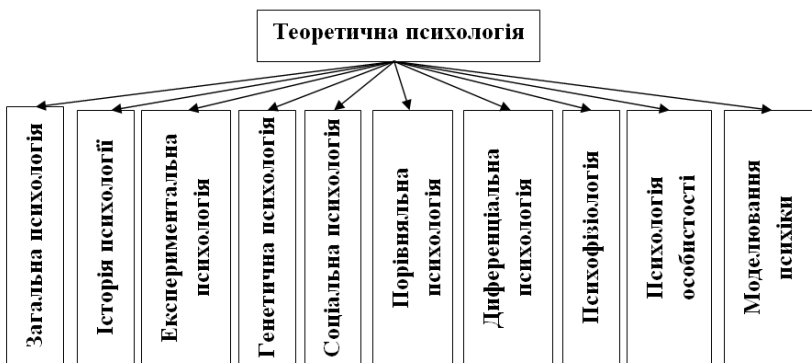 Теоретична психологія
Загальна психологія
Історія психології
Експериментальна
психологія
Генетична психологія
Соціальна психологія
Порівняльна
психологія
Диференціальна
психологія
Психофізіологія
Психологія
особистості
Моделювання
психіки